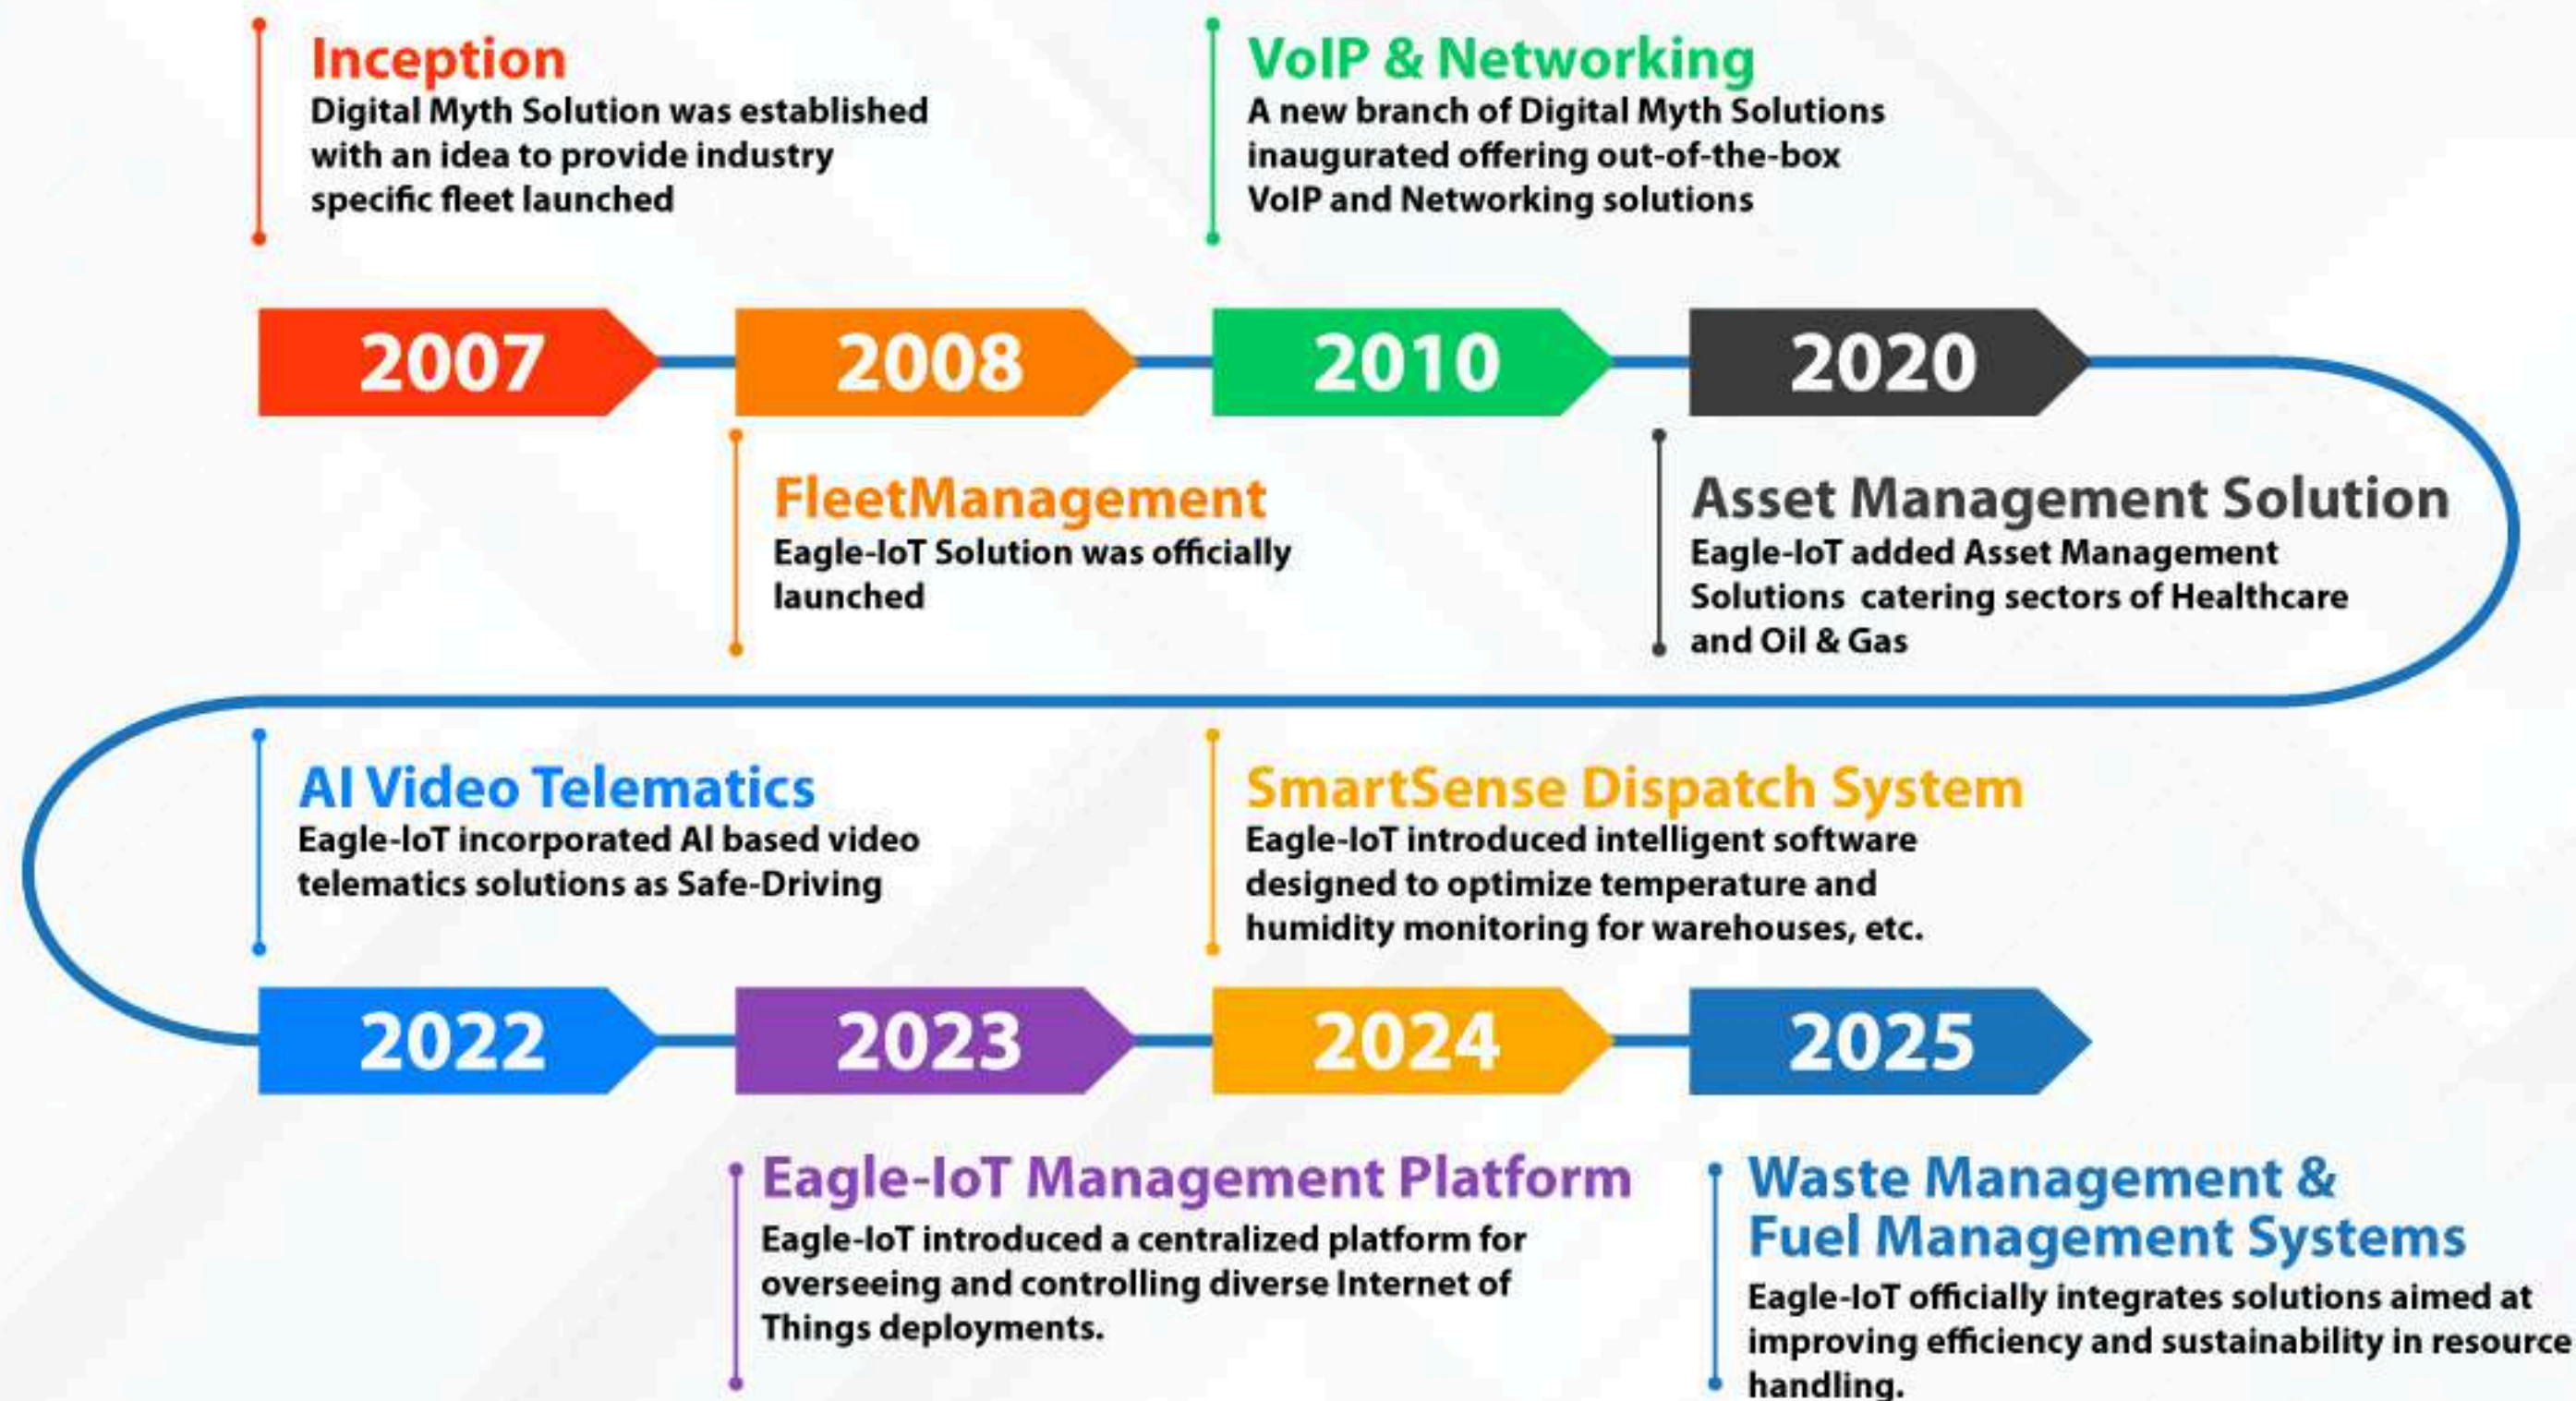 Inception
Digital Myth Solution was established
with an idea to provide industry
specific fleet launched
VoIP & Networking
A new branch of Digital Myth Solutions
inaugurated offering out-of-the-box
VoIP and Networking solutions
2007
2008
2010
2020
FleetManagement
Eagle-IoT Solution was officially
launched
Asset Management Solution
Eagle-IoT added Asset Management
Solutions catering sectors of Healthcare
and Oil & Gas
AI Video Telematics
Eagle-IoT incorporated AI based video
telematics solutions as Safe-Driving
SmartSense Dispatch System
Eagle-IoT introduced intelligent software
designed to optimize temperature and
humidity monitoring for warehouses, etc.
2022
2023
2024
2025
Eagle-IoT Management Platform
Eagle-IoT introduced a centralized platform for
overseeing and controlling diverse Internet of
Things deployments.
Waste Management &
Fuel Management Systems
Eagle-IoT officially integrates solutions aimed at
improving efficiency and sustainability in resource
handling.